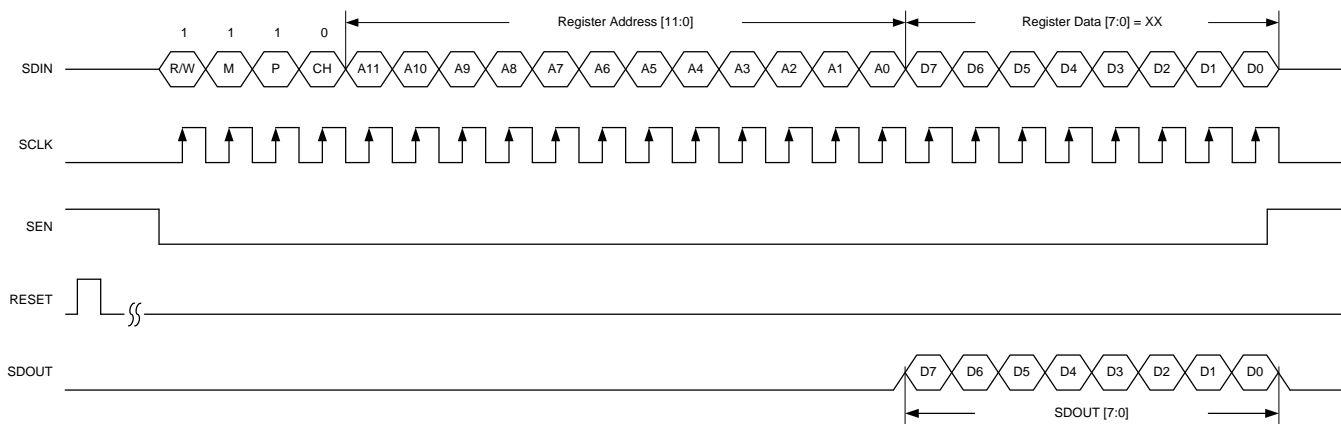 Register Address [11:0] Register Data [7:0] = XX
1 1 1 0
SDIN R/W M P CH A11 A10 A9 A8 A7 A6 A5 A4 A3 A2 A1 A0 D7 D6 D5 D4 D3 D2 D1 D0
SCLK
SEN
RESET
SDOUT D7 D6 D5 D4 D3 D2 D1 D0
SDOUT [7:0]